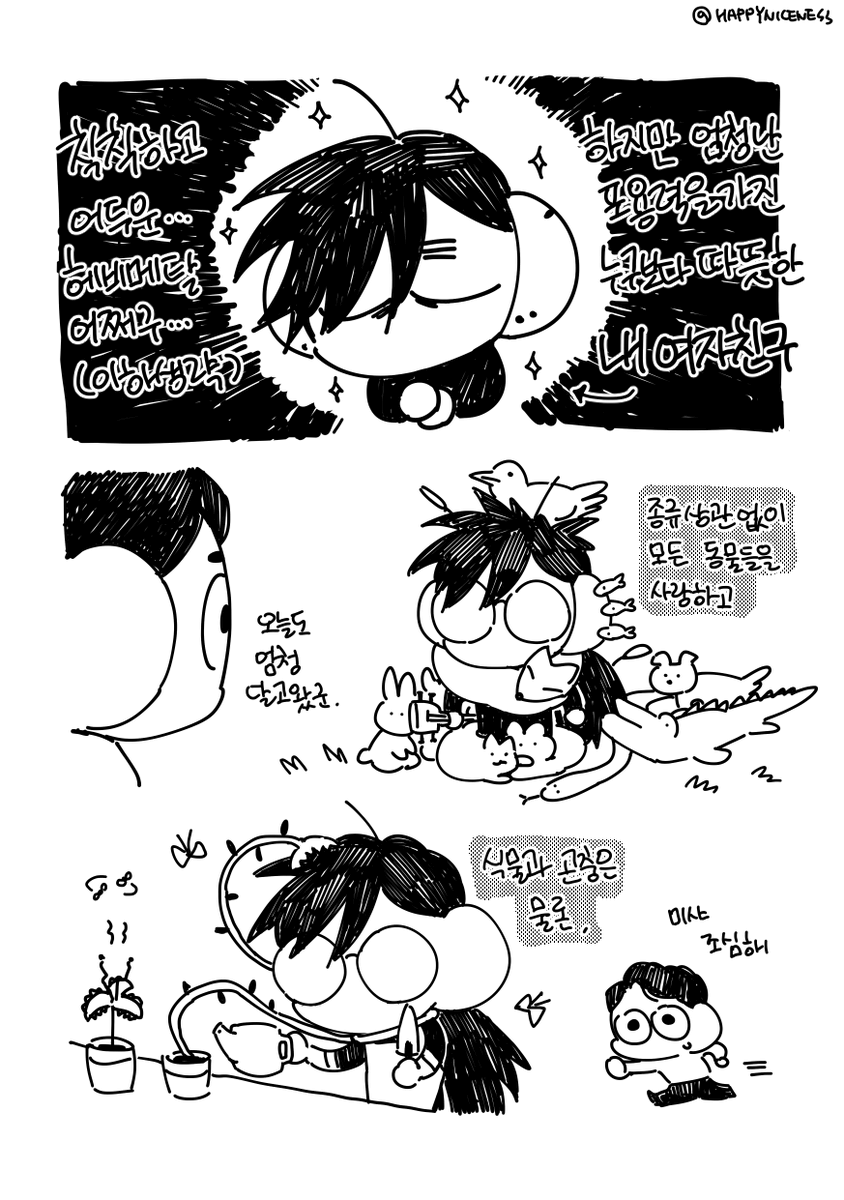 @HAPPYNICENESS
칙칙하고
어두운...
헤비메탈
어쩌구...
(이하생략)
하지만 엄청난
포용력을 가진
누구보다 따뜻한
내 여자친구
종류 상관 없이
모든 동물들을
사랑하고
오늘도
엄청
달고왔군.
식물과 곤충은
물론.
미샤
조심해